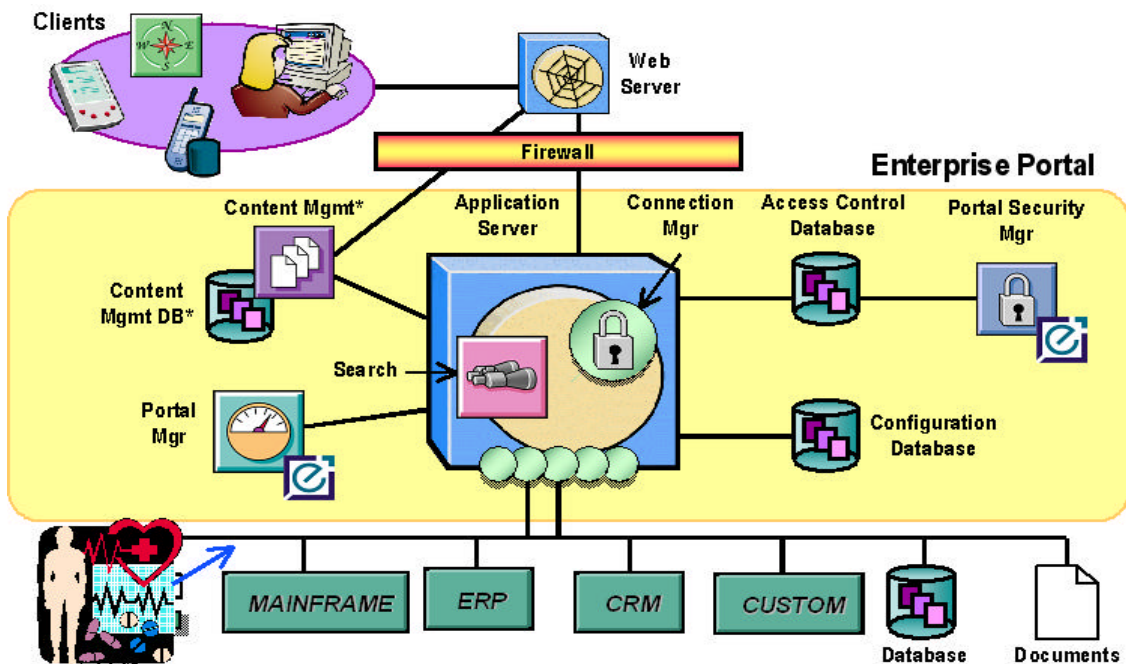 Clients
N
W E
S
Web
Server
Firewall
Enterprise Portal
Content Mgmt*
Application
Server
Connection
Mgr
Access Control
Database
Portal Security
Mgr
Content
Mgmt DB*
Search
Portal
Mgr
Configuration
Database
e
e
MAINFRAME
ERP
CRM
CUSTOM
Database
Documents